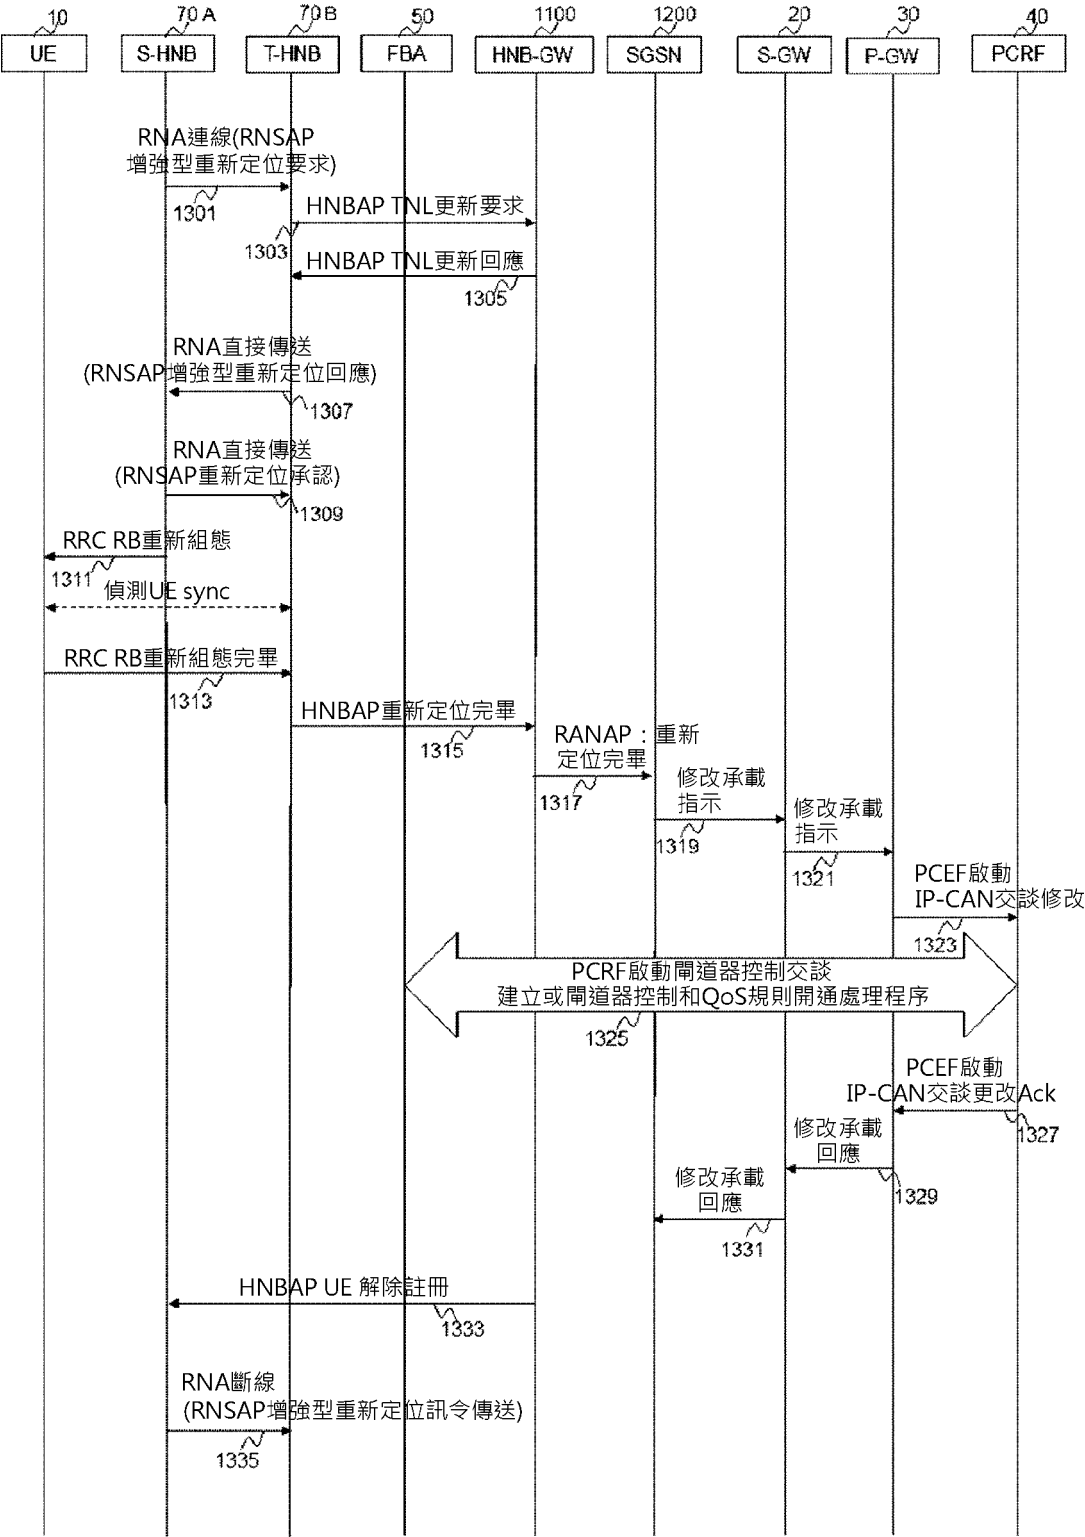 10
70A
70B
50
1100
1200
20
30
40
UE
S-HNB
T-HNB
FBA
HNB-GW
SGSN
S-GW
P-GW
PCRF
RNA連線(RNSAP
增強型重新定位要求)
1301
HNBAP TNL更新要求
1303
HNBAP TNL更新回應
1305
RNA直接傳送
(RNSAP增強型重新定位回應)
1307
RNA直接傳送
(RNSAP重新定位承認)
1309
RRC RB重新組態
1311
偵測UE sync
RRC RB重新組態完畢
1313
HNBAP重新定位完畢
1315
RANAP：重新
定位完畢
1317
修改承載
指示
1319
修改承載
指示
1321
PCEF啟動
IP-CAN交談修改
1323
PCRF啟動閘道器控制交談
建立或閘道器控制和QoS規則開通處理程序
1325
PCEF啟動
IP-CAN交談更改Ack
1327
修改承載
回應
1329
修改承載
回應
1331
HNBAP UE 解除註冊
1333
RNA斷線
(RNSAP增強型重新定位訊令傳送)
1335